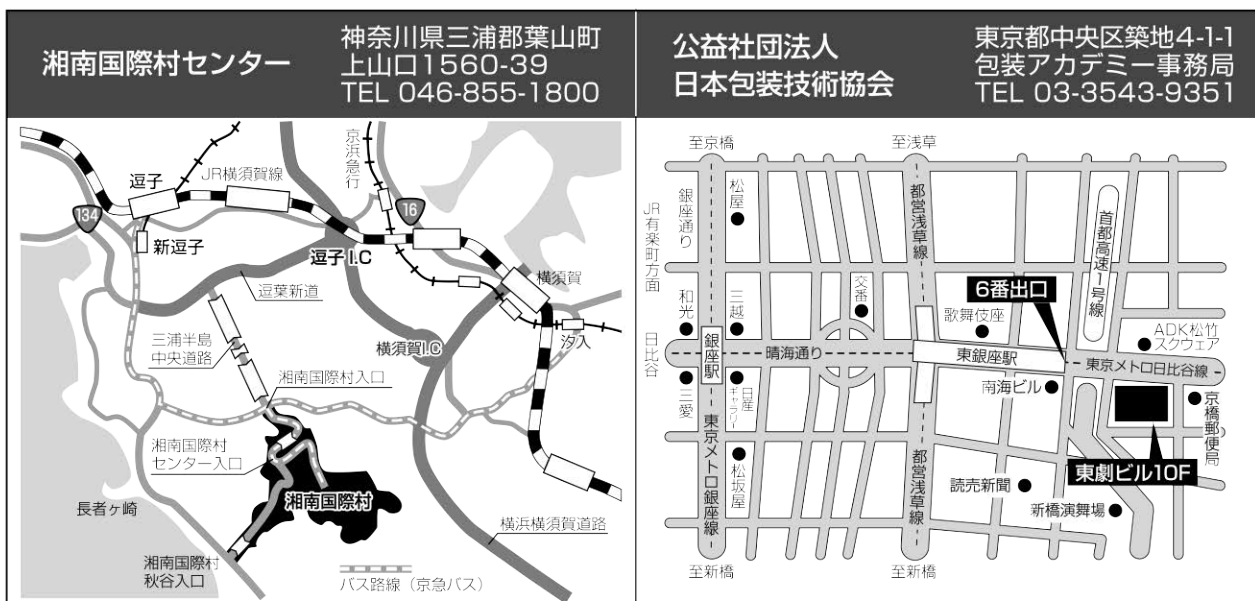 湘南国際村センター
神奈川県三浦郡葉山町
上山口1560-39
TEL 046-855-1800
公益社団法人
日本包装技術協会
東京都中央区築地4-1-1
包装アカデミー事務局
TEL 03-3543-9351
京浜急行
逗子
JR横須賀線
134
16
新逗子
逗子I.C
横須賀
逗葉新道
汐入
三浦半島
中央道路
横須賀I.C
湘南国際村入口
湘南国際村
センター入口
湘南国際村
長者ヶ崎
横浜横須賀道路
湘南国際村
秋谷入口
バス路線（京急バス）
至京橋
至浅草
松屋
銀座通り
JR有楽町方面
都営浅草線
首都高速1号線
6番出口
交番
和光
三越
歌舞伎座
ADK松竹
スクウェア
日比谷
銀座駅
晴海通り
東銀座駅
東京メトロ日比谷線
三愛
日産
ギャラリー
南海ビル
京橋郵便局
東京メトロ銀座線
松坂屋
都営浅草線
東劇ビル10F
読売新聞
新橋演舞場
至新橋
至新橋